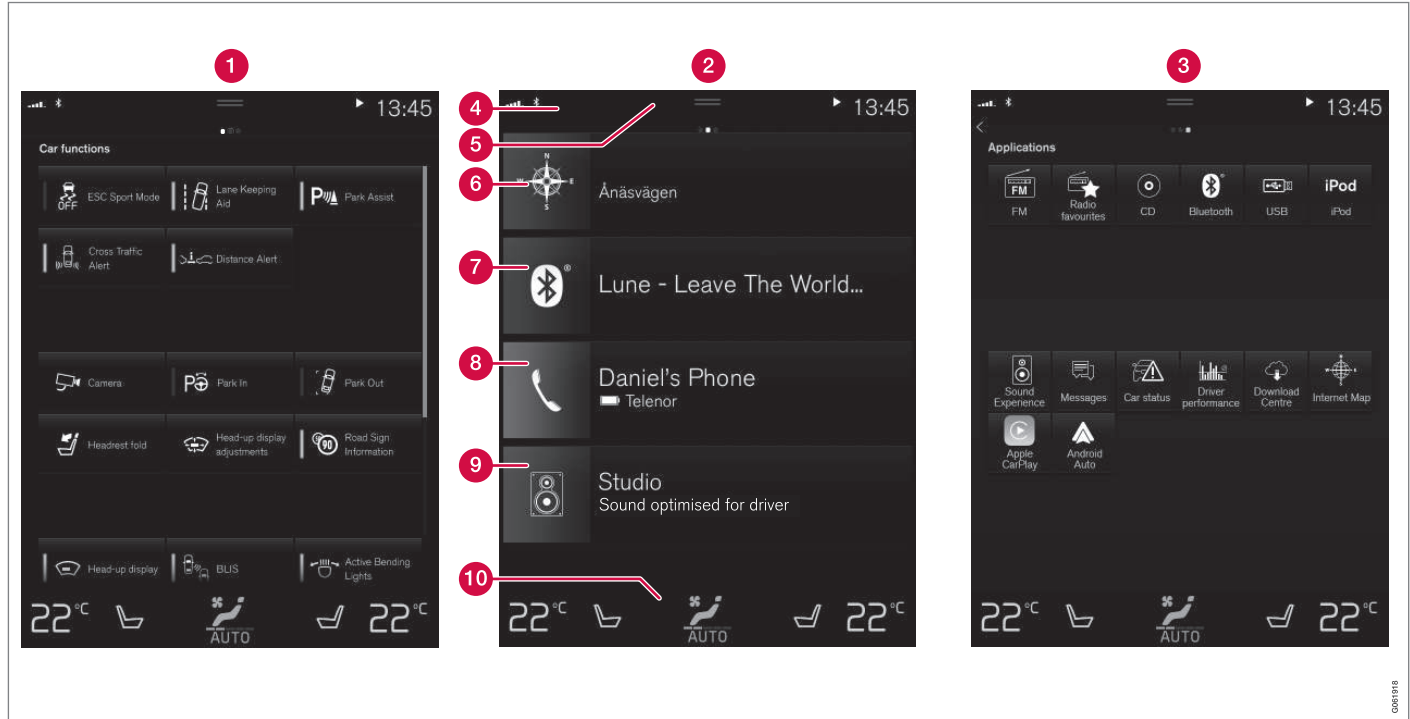 1
2
3
13:45
Car functions
ESC Sport Mode
OFF
Lane Keeping
Aid
Park Assist
P
Cross Traffic
Alert
Distance Alert
Camera
P
Park In
Park Out
Headrest fold
Head-up display
adjustments
90
Road Sign
Information
Head-up display
BLIS
Active Bending
Lights
22°C
AUTO
22°C
4
5
6
7
8
9
10
13:45
N
W
E
S
Ånäsvägen
Lune - Leave The World...
Daniel's Phone
Telenor
Studio
Sound optimised for driver
22°C
AUTO
22°C
13:45
Applications
FM
FM
Radio
favourites
CD
Bluetooth
USB
iPod
iPod
Sound
Experience
Messages
Car status
Driver
performance
Download
Centre
Internet Map
Apple
CarPlay
Android
Auto
22°C
AUTO
22°C
G061918